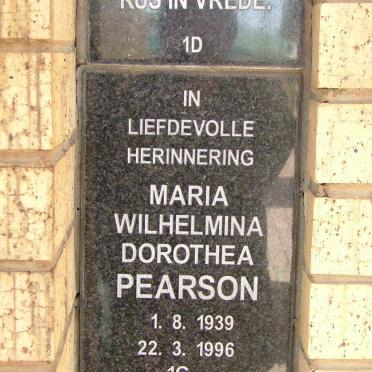 RUS IN VREDE.
1D
IN
LIEFDEVOLLE
HERINNERING
MARIA
WILHELMINA
DOROTHEA
PEARSON
1. 8. 1939
22. 3. 1996